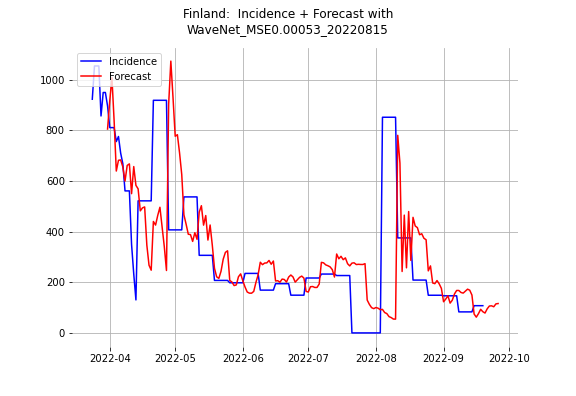 Finland:  Incidence + Forecast with
WaveNet_MSE0.00053_20220815
Incidence
Forecast
1000
800
600
400
200
0
2022-04 2022-05 2022-06 2022-07 2022-08 2022-09 2022-10